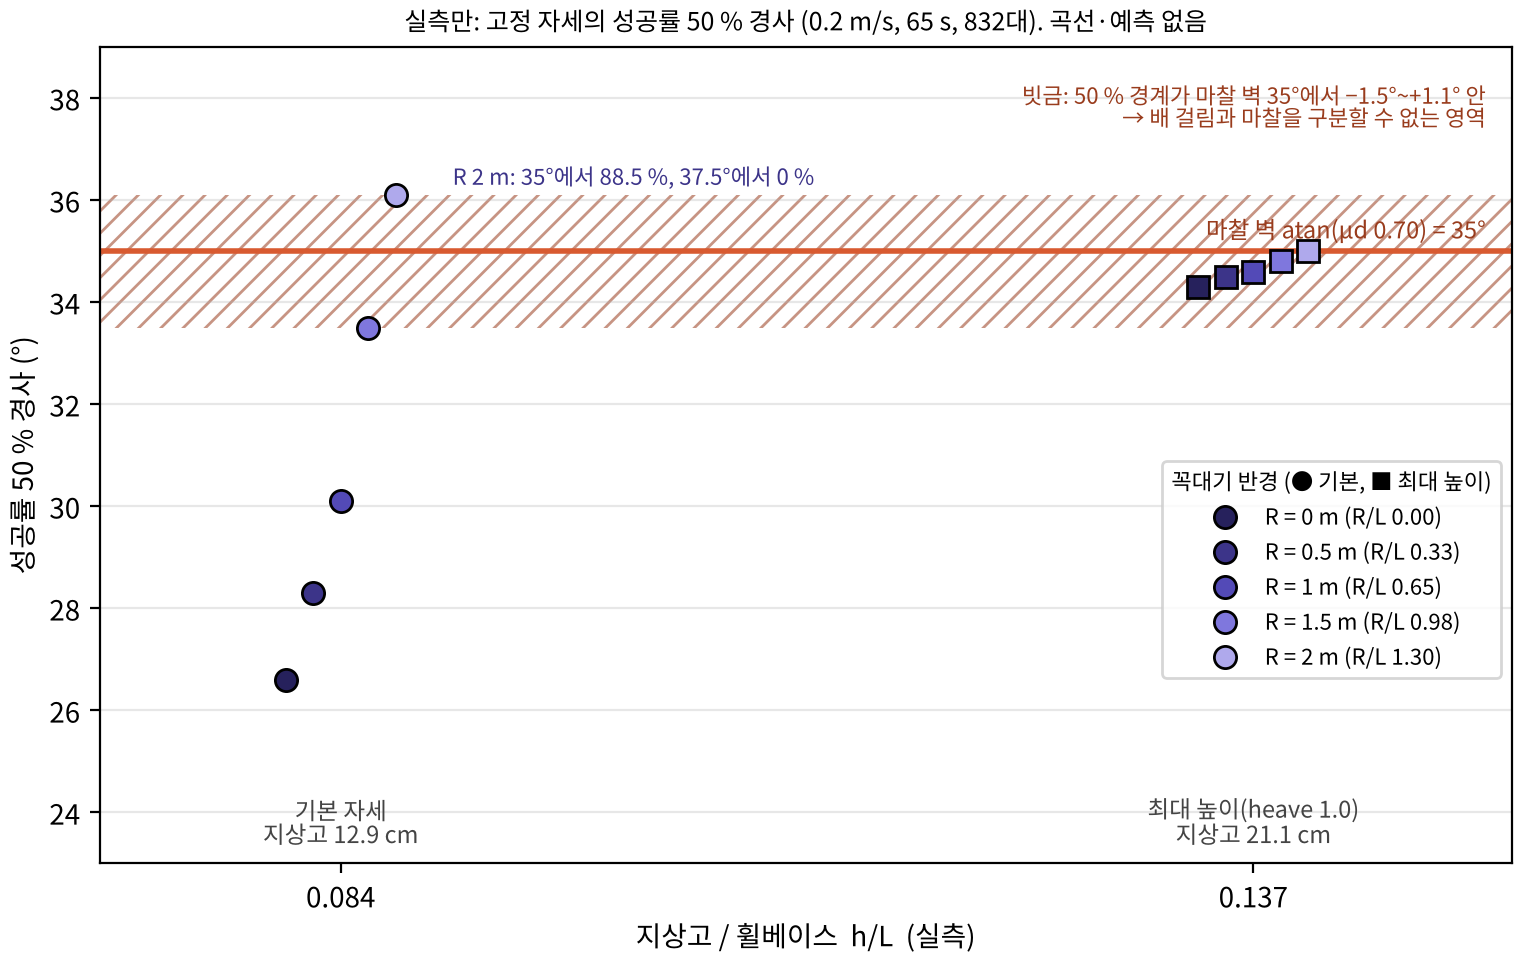 실측만: 고정 자세의 성공률 50 % 경사 (0.2 m/s, 65 s, 832대). 곡선·예측 없음
빗금: 50 % 경계가 마찰 벽 35°에서 −1.5°~+1.1° 안
→ 배 걸림과 마찰을 구분할 수 없는 영역
R 2 m: 35°에서 88.5 %, 37.5°에서 0 %
마찰 벽 atan(μd 0.70) = 35°
38
36
34
32
30
28
26
24
성공률 50 % 경사 (°)
꼭대기 반경 (● 기본, ■ 최대 높이)
R = 0 m (R/L 0.00)
R = 0.5 m (R/L 0.33)
R = 1 m (R/L 0.65)
R = 1.5 m (R/L 0.98)
R = 2 m (R/L 1.30)
기본 자세
지상고 12.9 cm
최대 높이(heave 1.0)
지상고 21.1 cm
0.084
0.137
지상고 / 휠베이스 h/L (실측)